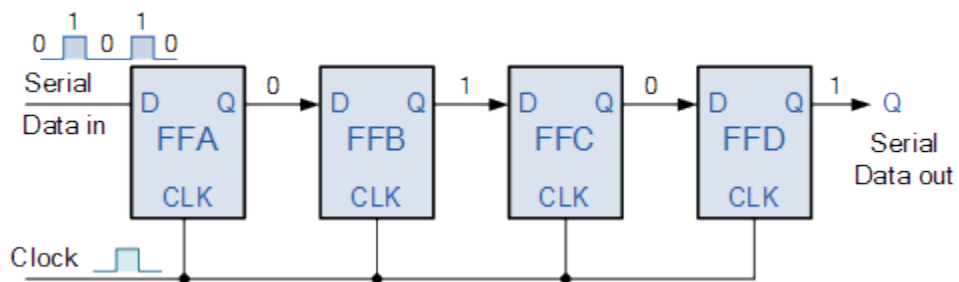 0 1 0 1 0
Serial
Data in
D Q 0 D Q 1 D Q 0 D Q 1 Q
FFA FFB FFC FFD
CLK CLK CLK CLK
Serial
Data out
Clock